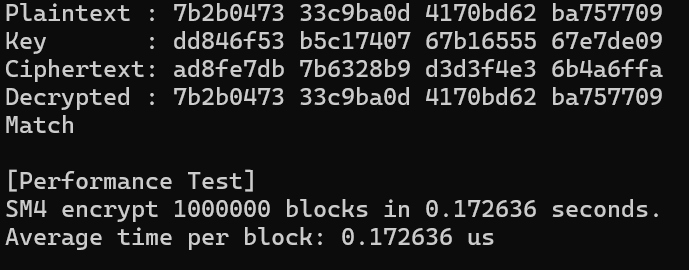 Plaintext : 7b2b0473 33c9ba0d 4170bd62 ba757709
Key       : dd846f53 b5c17407 67b16555 67e7de09
Ciphertext: ad8fe7db 7b6328b9 d3d3f4e3 6b4a6ffa
Decrypted : 7b2b0473 33c9ba0d 4170bd62 ba757709
Match
[Performance Test]
SM4 encrypt 1000000 blocks in 0.172636 seconds.
Average time per block: 0.172636 us